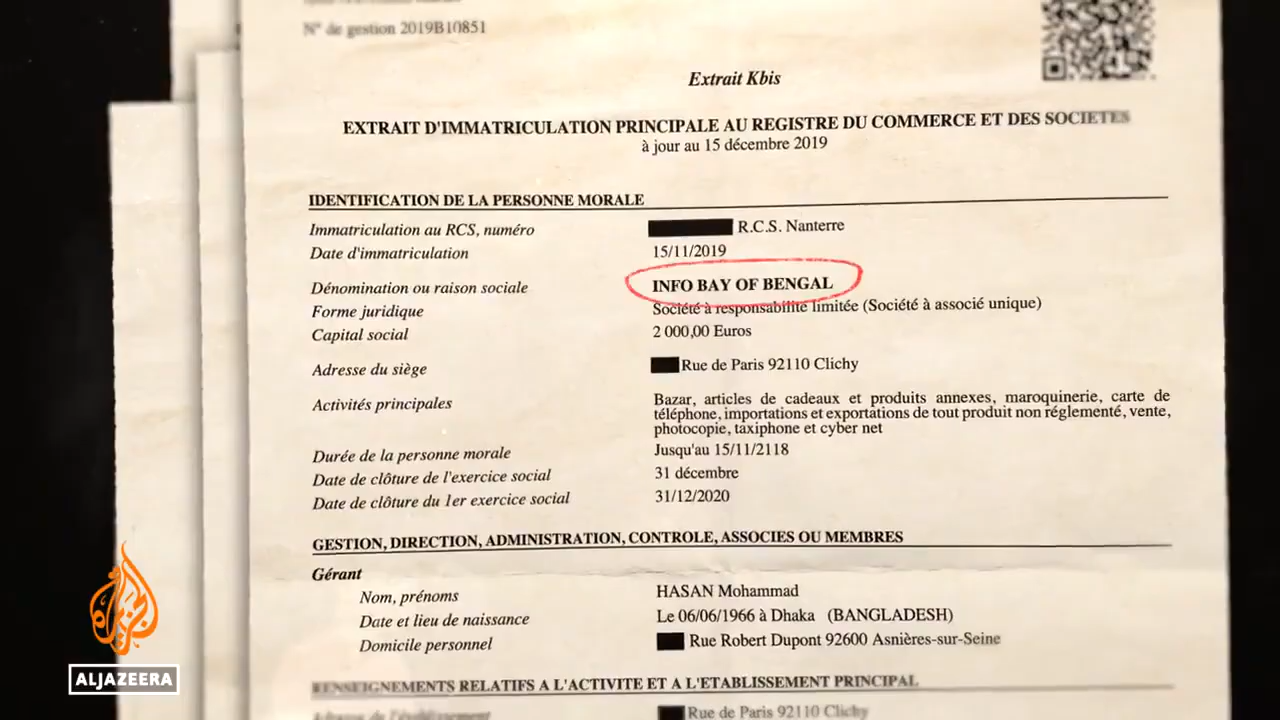 N° de gestion 2019B10851
Extrait Kbis
EXTRAIT D'IMMATRICULATION PRINCIPALE AU REGISTRE DU COMMERCE ET DES SOCIETES
à jour au 15 décembre 2019
IDENTIFICATION DE LA PERSONNE MORALE
Immatriculation au RCS, numéro R.C.S. Nanterre
Date d'immatriculation 15/11/2019
Dénomination ou raison sociale INFO BAY OF BENGAL
Forme juridique Société à responsabilité limitée (Société à associé unique)
Capital social 2 000,00 Euros
Adresse du siège Rue de Paris 92110 Clichy
Activités principales Bazar, articles de cadeaux et produits annexes, maroquinerie, carte de
téléphone, importations et exportations de tout produit non réglementé, vente,
photocopie, taxiphone et cyber net
Durée de la personne morale Jusqu'au 15/11/2118
Date de clôture de l'exercice social 31 décembre
Date de clôture du 1er exercice social 31/12/2020
GESTION, DIRECTION, ADMINISTRATION, CONTROLE, ASSOCIES OU MEMBRES
Gérant
Nom, prénoms HASAN Mohammad
Date et lieu de naissance Le 06/06/1966 à Dhaka (BANGLADESH)
Domicile personnel Rue Robert Dupont 92600 Asnières-sur-Seine
RENSEIGNEMENTS RELATIFS A L'ACTIVITE ET A L'ETABLISSEMENT PRINCIPAL
Adresse de l'établissement Rue de Paris 92110 Clichy
الجزيرة
ALJAZEERA